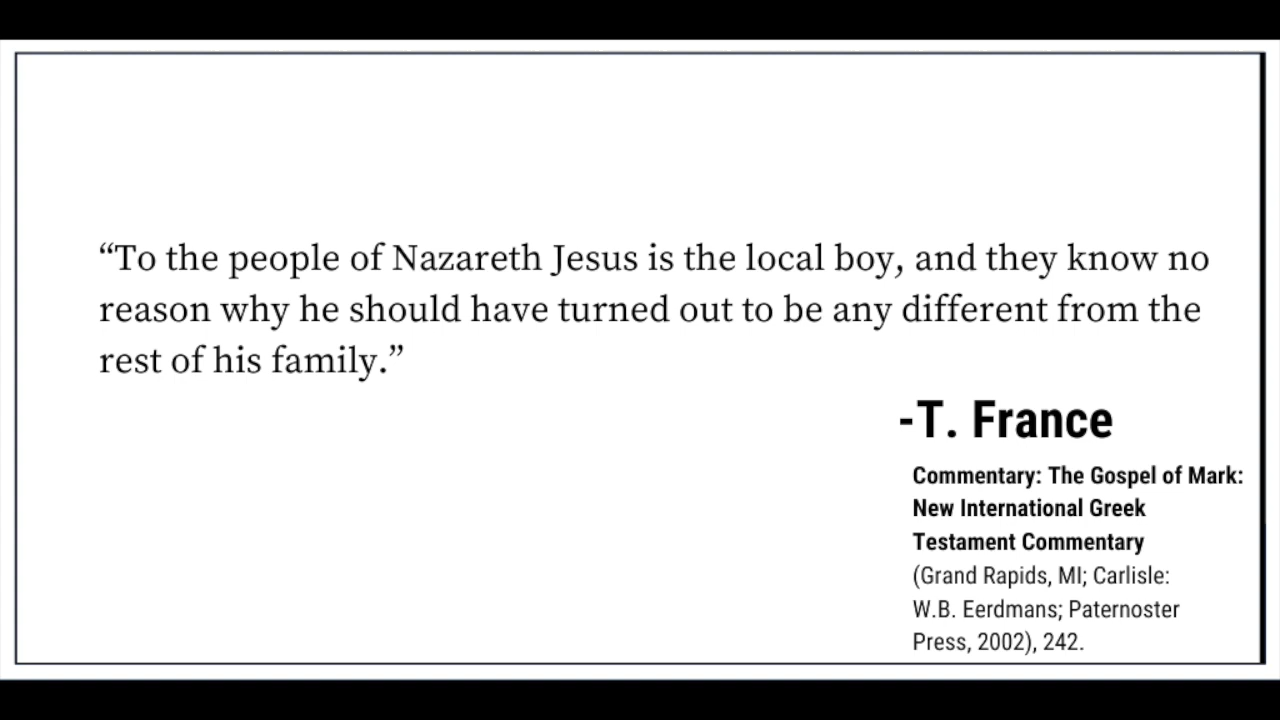 “To the people of Nazareth Jesus is the local boy, and they know no
reason why he should have turned out to be any different from the
rest of his family.”
-T. France
Commentary: The Gospel of Mark:
New International Greek
Testament Commentary
(Grand Rapids, MI; Carlisle:
W.B. Eerdmans; Paternoster
Press, 2002), 242.